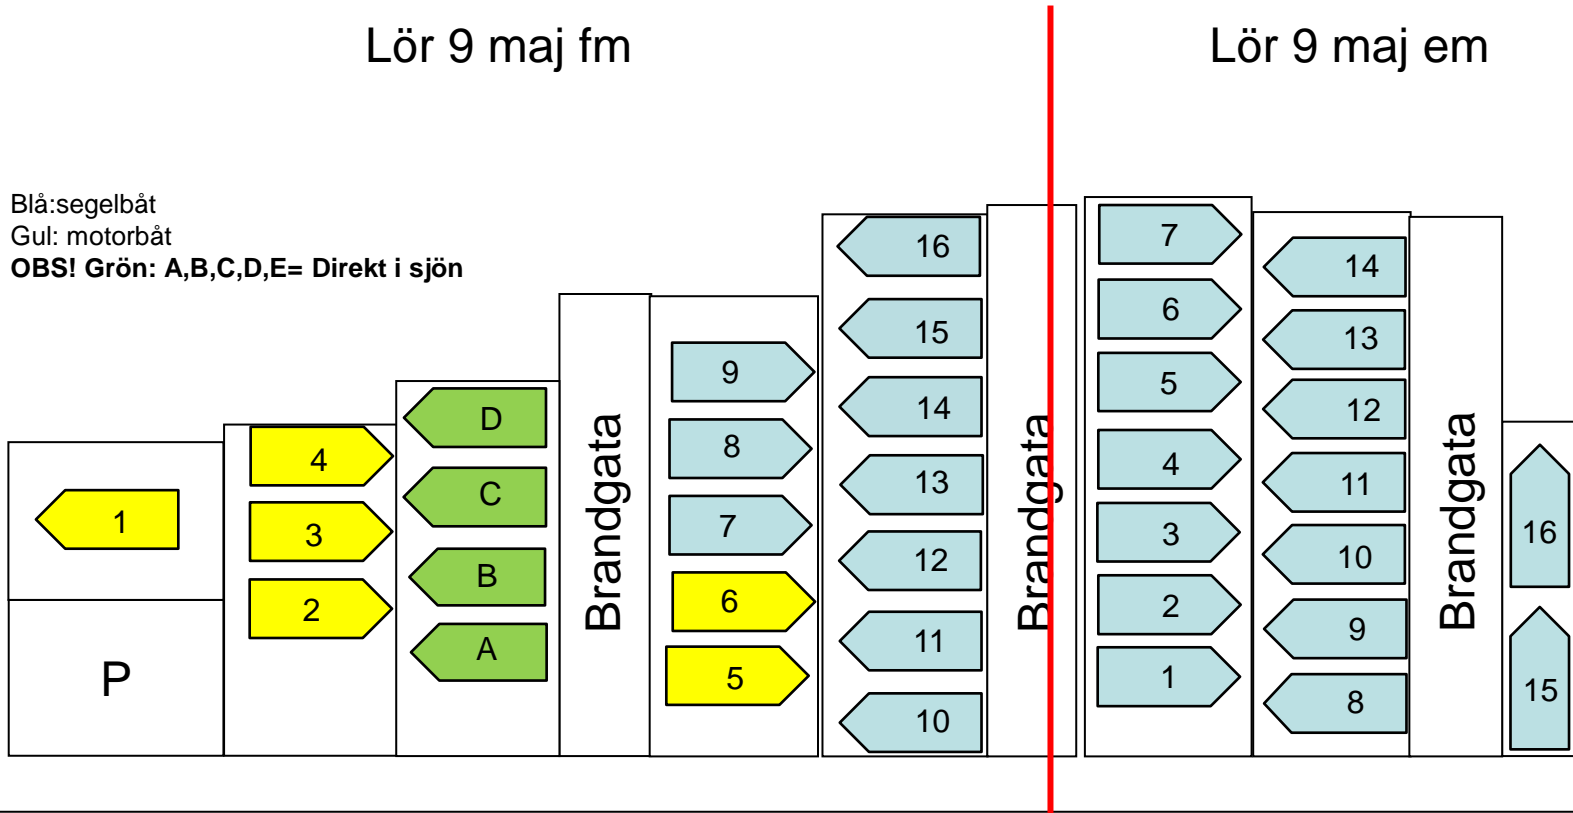 Lör 9 maj fm
Lör 9 maj em
Blå:segelbåt
Gul: motorbåt
OBS! Grön: A,B,C,D,E= Direkt i sjön
1
P
4
3
2
D
C
B
A
Brandgata
9
8
7
6
5
16
15
14
13
12
11
10
Brandgata
7
6
5
4
3
2
1
14
13
12
11
10
9
8
Brandgata
16
15